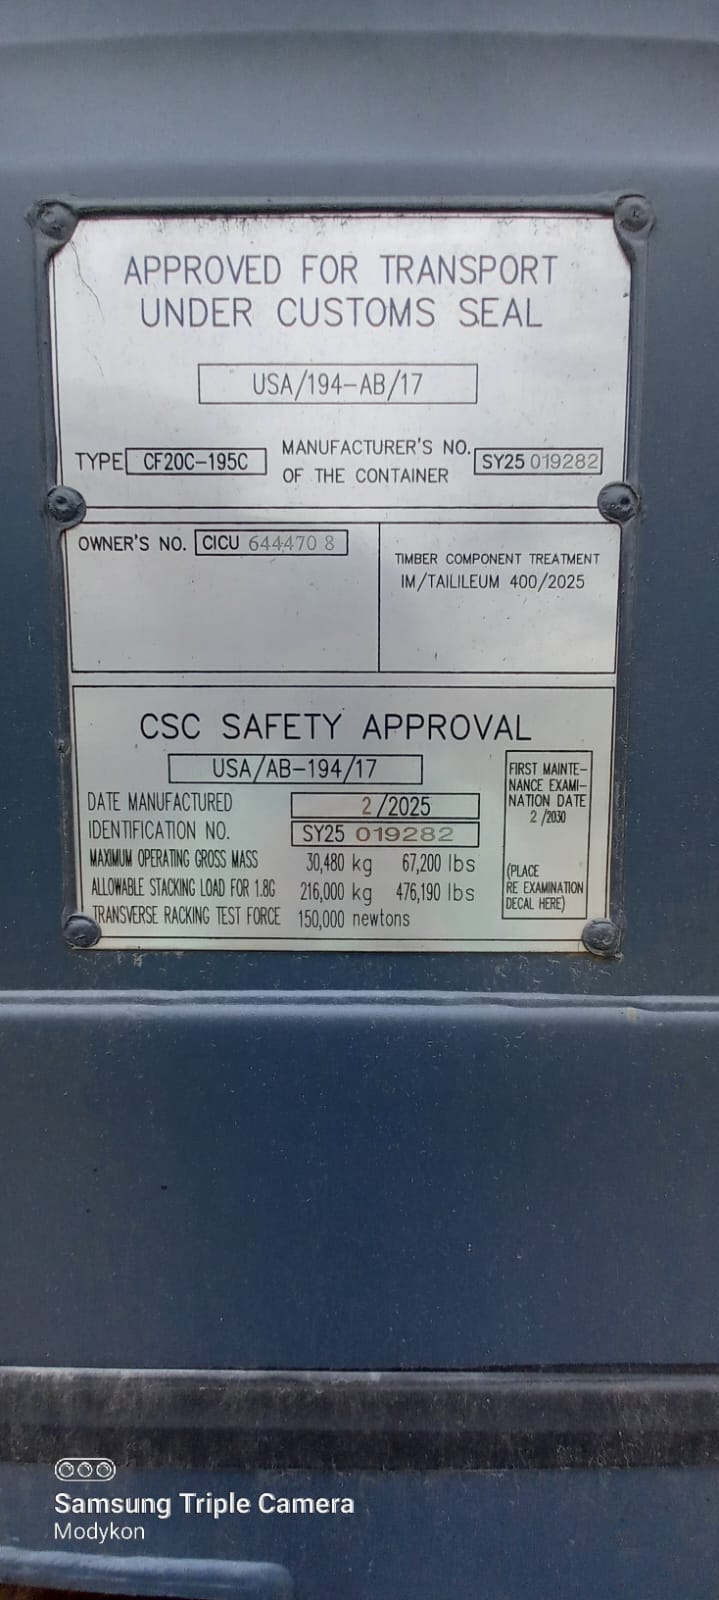 APPROVED FOR TRANSPORT
UNDER CUSTOMS SEAL
USA/194-AB/17
TYPE CF20C-195C MANUFACTURER'S NO. OF THE CONTAINER SY25 019282
OWNER'S NO. CICU 644470 8
TIMBER COMPONENT TREATMENT
IM/TAILILEUM 400/2025
CSC SAFETY APPROVAL
USA/AB-194/17
DATE MANUFACTURED 2/2025
IDENTIFICATION NO. SY25 019282
MAXIMUM OPERATING GROSS MASS 30,480 kg 67,200 lbs
ALLOWABLE STACKING LOAD FOR 1.8G 216,000 kg 476,190 lbs
TRANSVERSE RACKING TEST FORCE 150,000 newtons
FIRST MAINTE-
NANCE EXAMI-
NATION DATE
2 /2030
(PLACE
RE EXAMINATION
DECAL HERE)
Samsung Triple Camera
Modykon